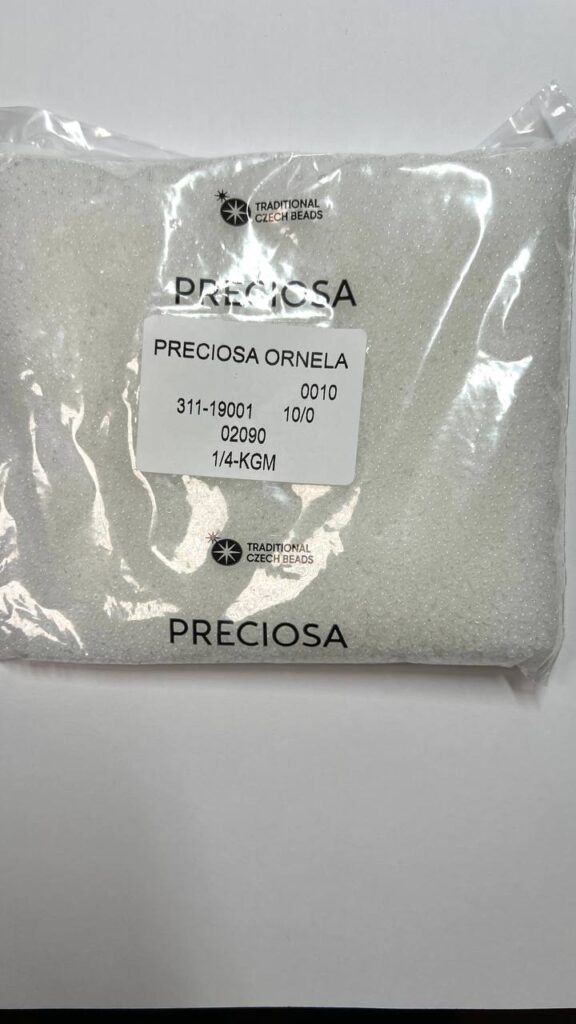 TRADITIONAL
CZECH BEADS
PRECIOSA
PRECIOSA ORNELA
0010
311-19001 10/0
02090
1/4-KGM
TRADITIONAL
CZECH BEADS
PRECIOSA